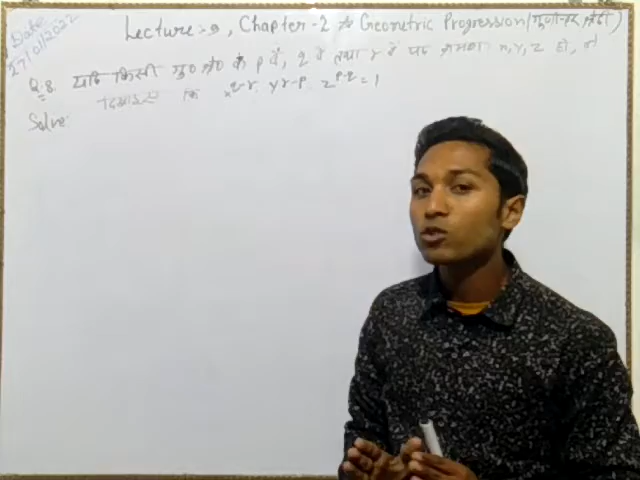 Date:
27/01/2022
Lecture :- 9, Chapter-2 Geometric Progression (गुणोत्तर श्रेढ़ी)
Q.8. यदि किसी गु० श्रे० के p वें, q वें तथा r वें पद क्रमशः x, y, z हो, तो
दिखाइए कि x^q-r. y^r-p. z^p-q = 1
Solve: